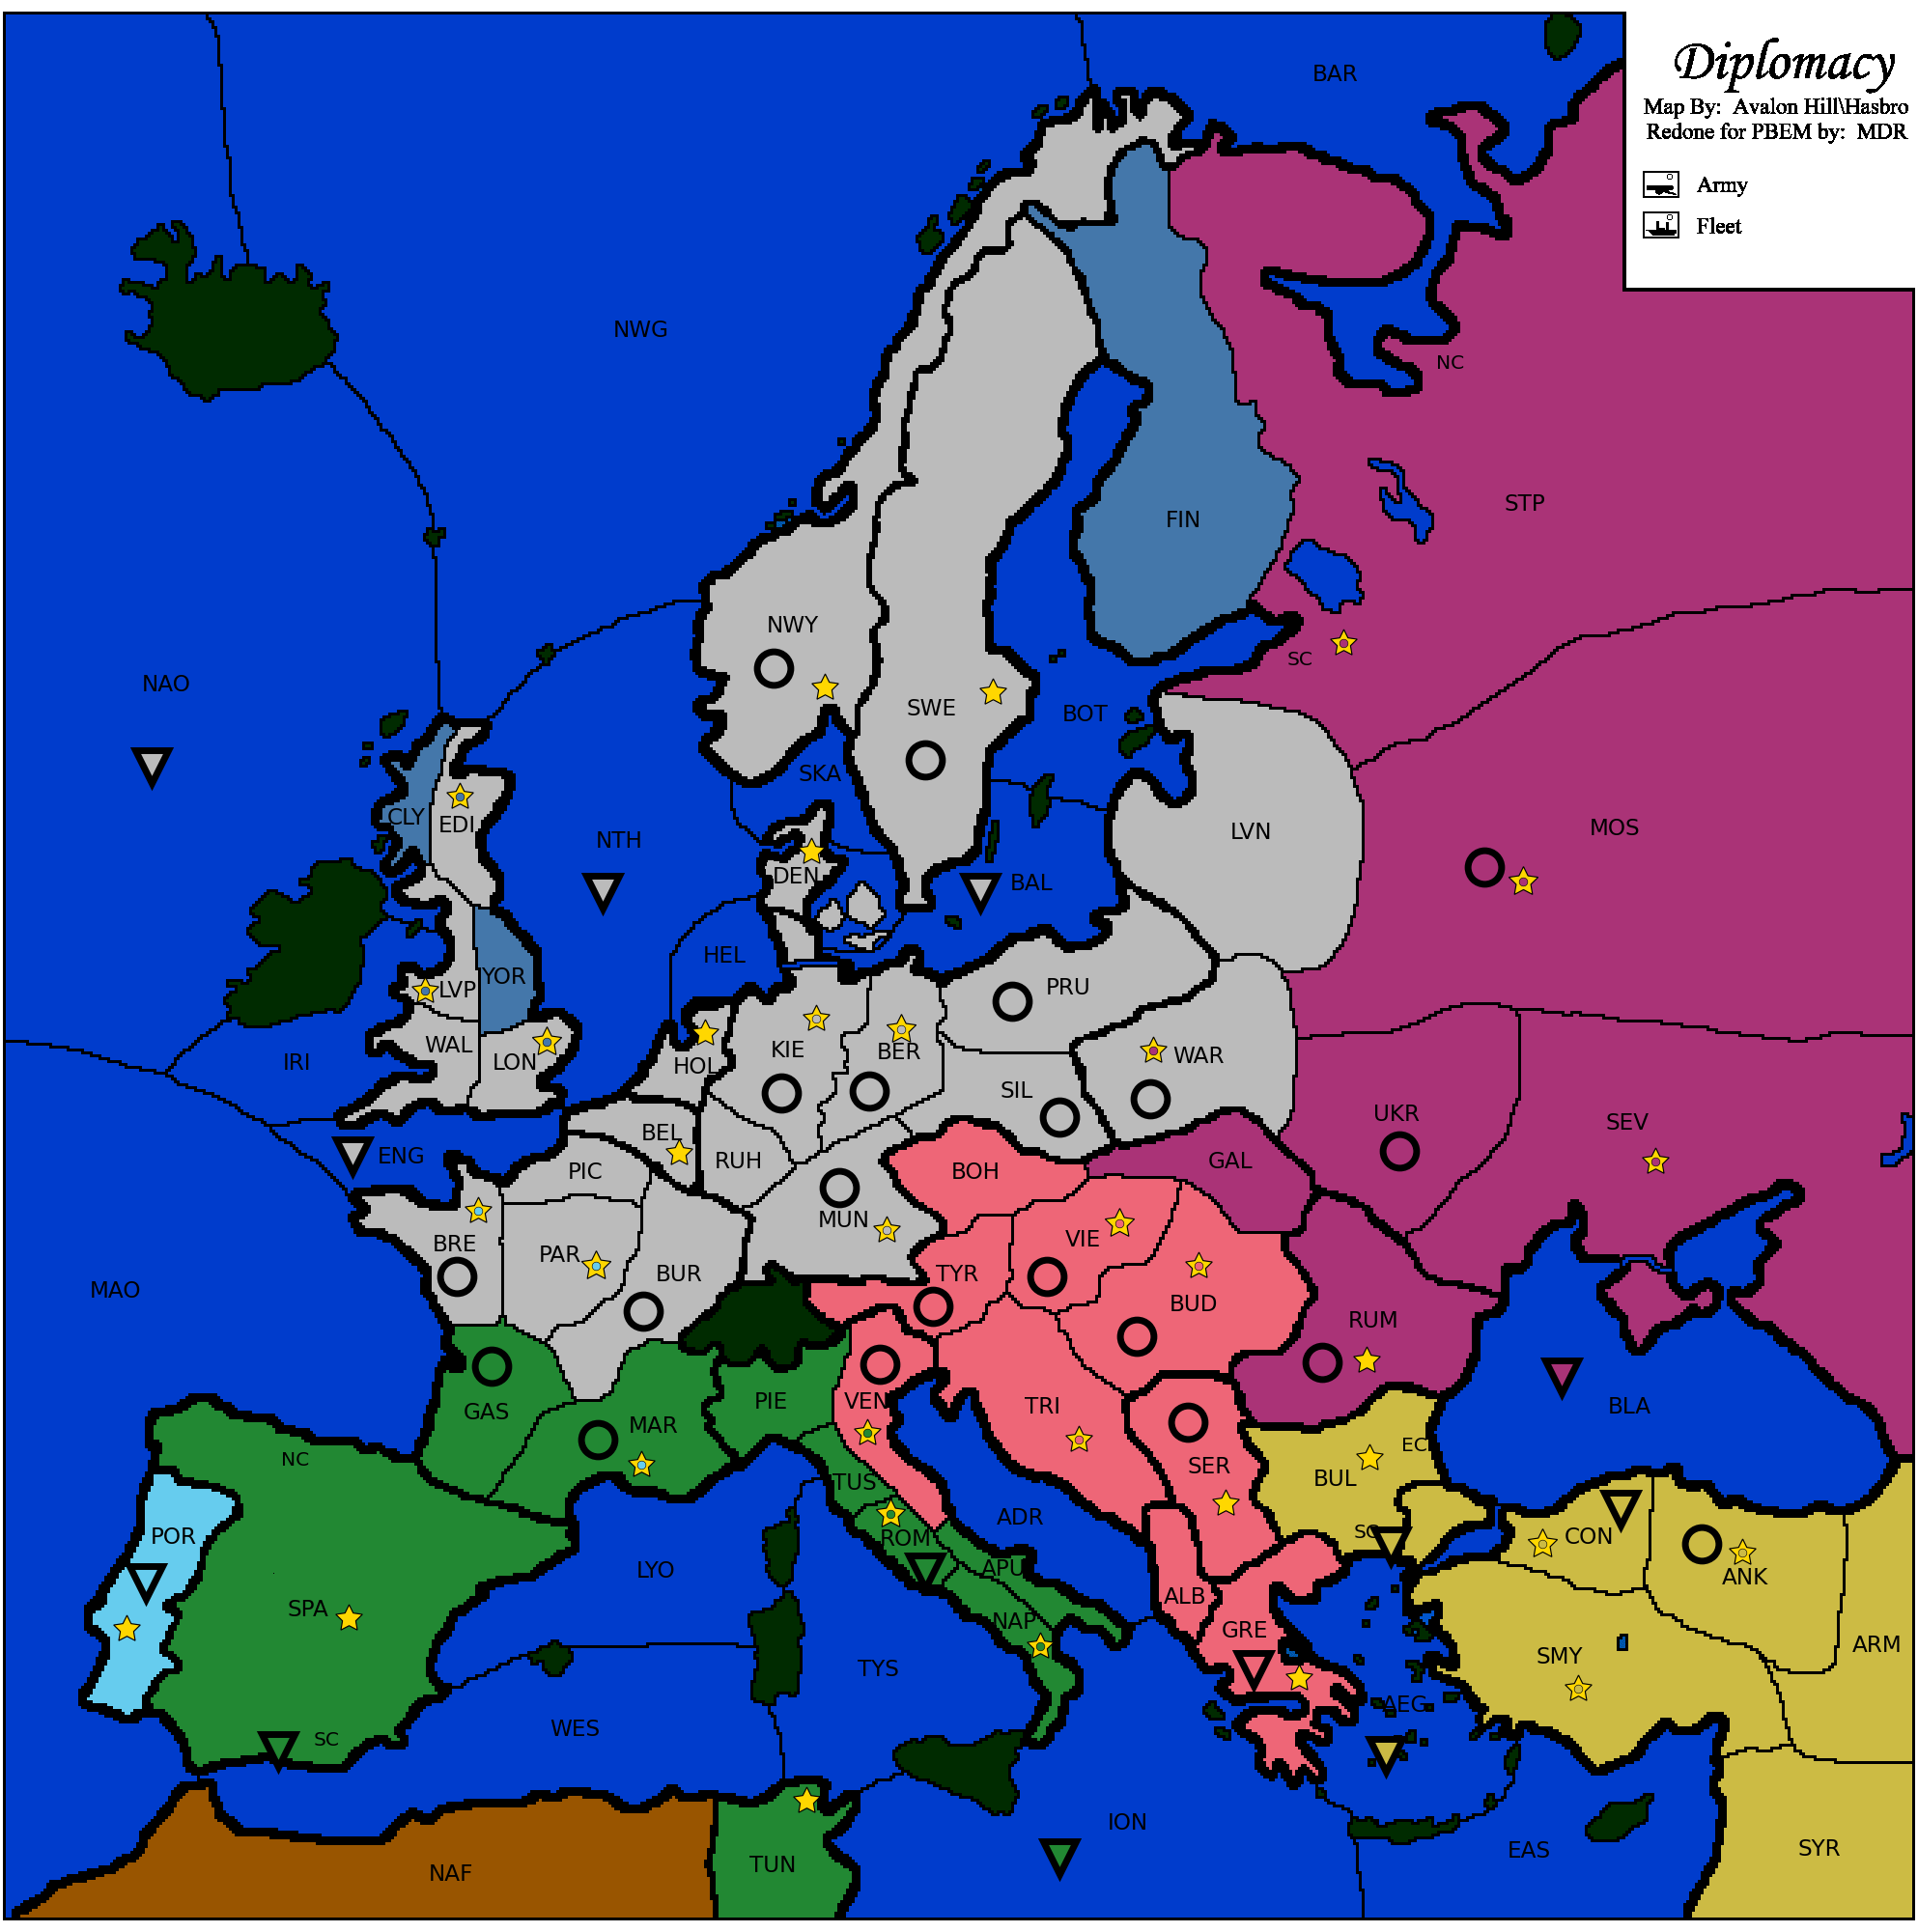 Diplomacy
BAR
Map By: Avalon Hill\Hasbro
Redone for PBEM by: MDR
Army
Fleet
NWG
NC
STP
FIN
NWY
SC
NAO
SWE
BOT
SKA
CLY
EDI
NTH
LVN
MOS
DEN
BAL
HEL
YOR
LVP
PRU
WAL
LON
IRI
HOL
KIE
BER
WAR
SIL
UKR
SEV
BEL
ENG
PIC
RUH
BOH
GAL
MUN
BRE
PAR
BUR
VIE
TYR
MAO
BUD
RUM
GAS
MAR
PIE
VEN
TRI
BLA
NC
EC
SER
BUL
TUS
ADR
POR
ROM
SC
CON
LYO
APU
ANK
SPA
ALB
NAP
GRE
ARM
SMY
TYS
AEG
WES
SC
ION
EAS
SYR
TUN
NAF